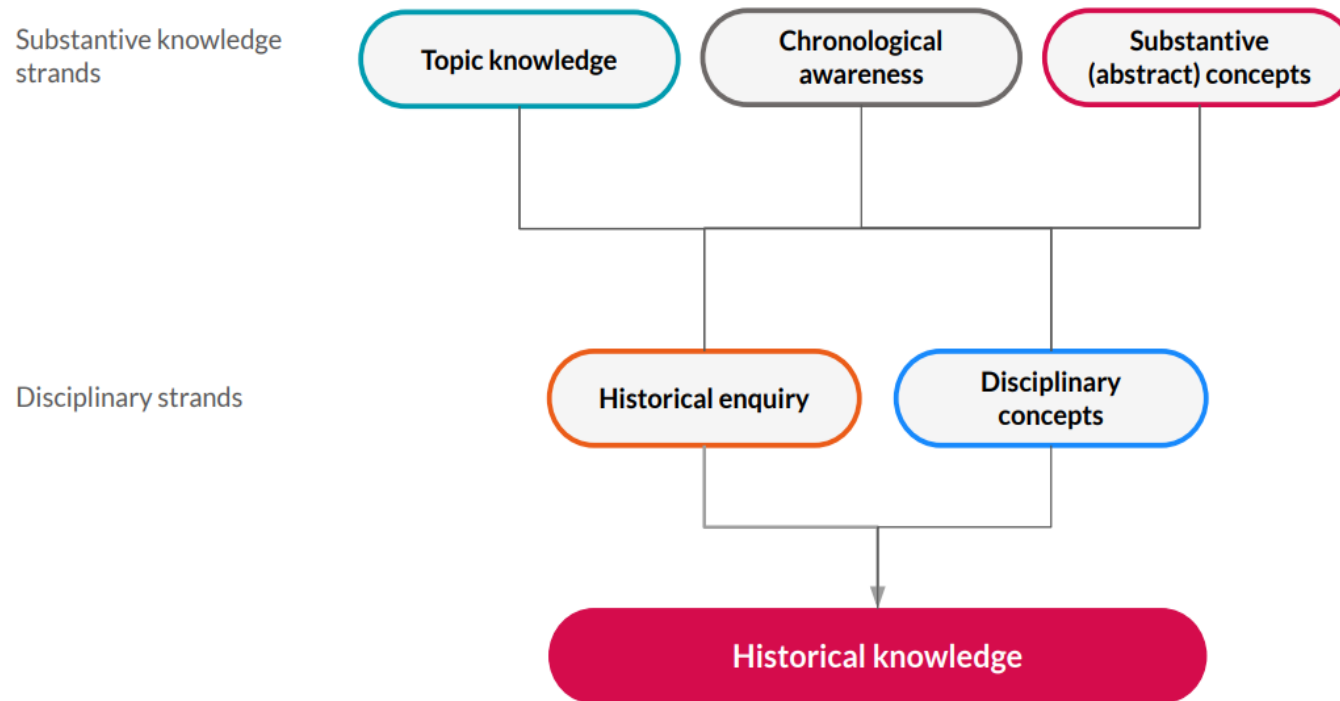 Substantive knowledge
strands
Topic knowledge
Chronological
awareness
Substantive
(abstract) concepts
Disciplinary strands
Historical enquiry
Disciplinary
concepts
Historical knowledge